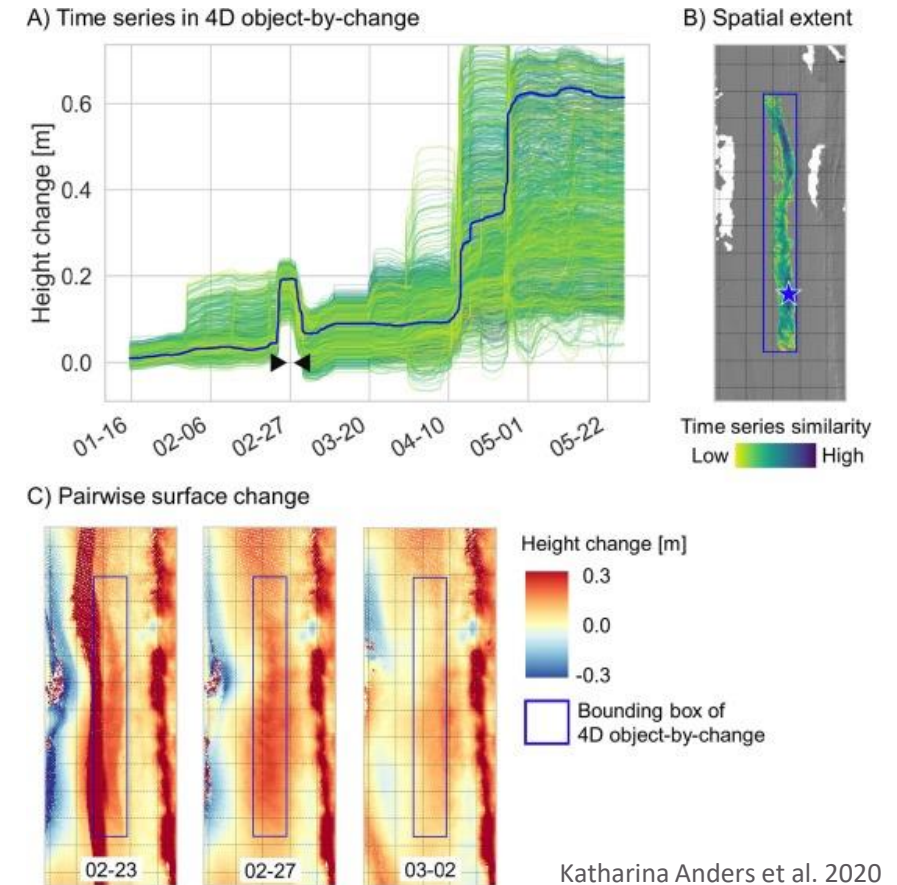 A) Time series in 4D object-by-change
B) Spatial extent
Height change [m]
0.6
0.4
0.2
0.0
01-16
02-06
02-27
03-20
04-10
05-01
05-22
Time series similarity
Low
High
C) Pairwise surface change
Height change [m]
0.3
0.0
-0.3
Bounding box of
4D object-by-change
02-23
02-27
03-02
Katharina Anders et al. 2020